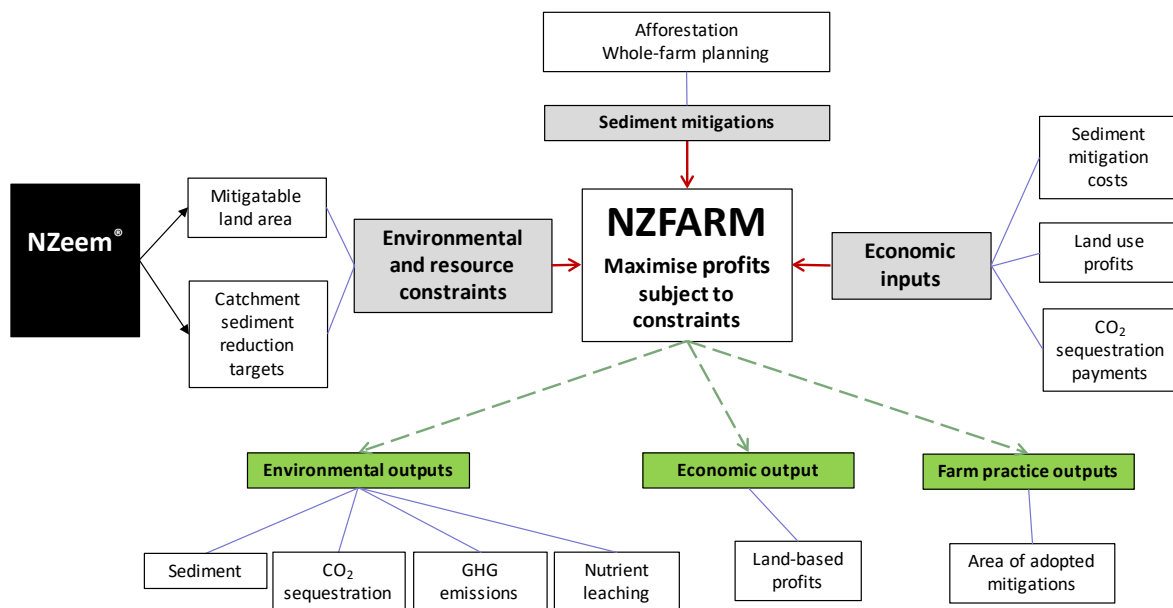 Afforestation
Whole-farm planning
Sediment mitigations
NZeem®
Mitigatable
land area
Catchment
sediment
reduction
targets
Environmental
and resource
constraints
NZFARM
Maximise profits
subject to
constraints
Economic
inputs
Sediment
mitigation
costs
Land use
profits
CO₂
sequestration
payments
Environmental outputs
Economic output
Farm practice outputs
Sediment
CO₂
sequestration
GHG
emissions
Nutrient
leaching
Land-based
profits
Area of adopted
mitigations